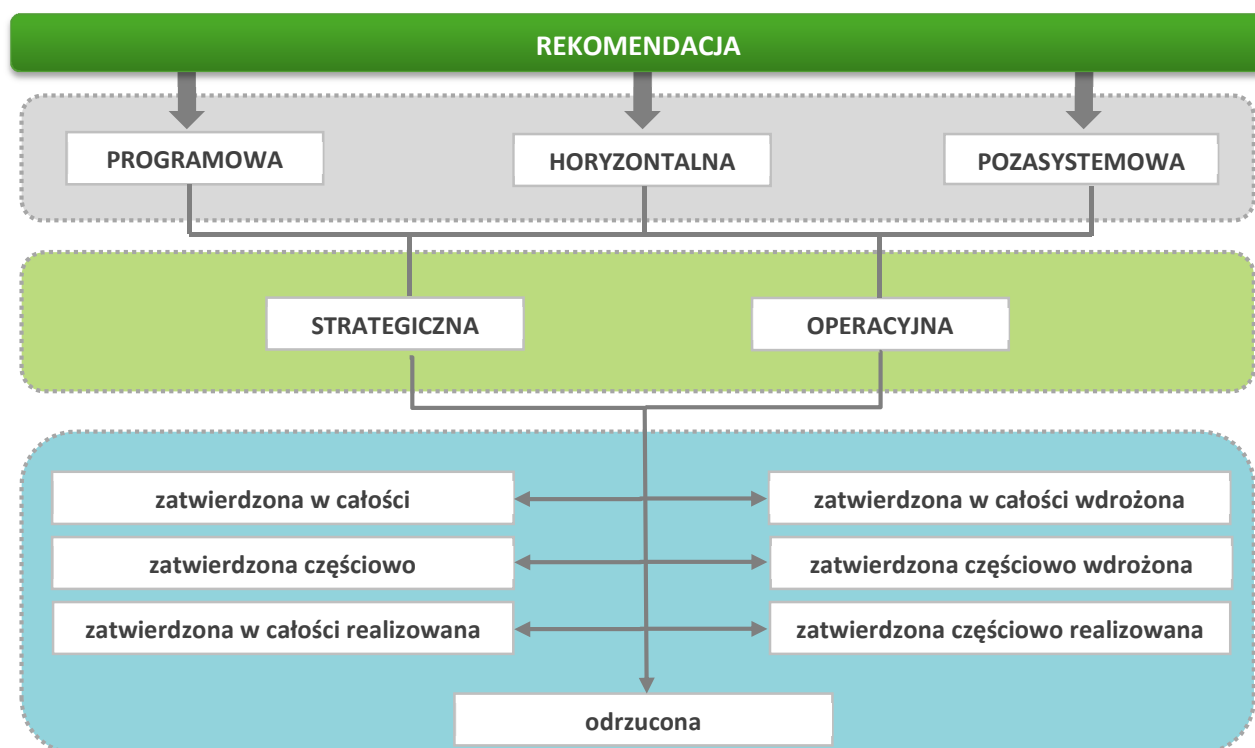 REKOMENDACJA
PROGRAMOWA
HORYZONTALNA
POZASYSTEMOWA
STRATEGICZNA
OPERACYJNA
zatwierdzona w całości
zatwierdzona w całości wdrożona
zatwierdzona częściowo
zatwierdzona częściowo wdrożona
zatwierdzona w całości realizowana
zatwierdzona częściowo realizowana
odrzucona